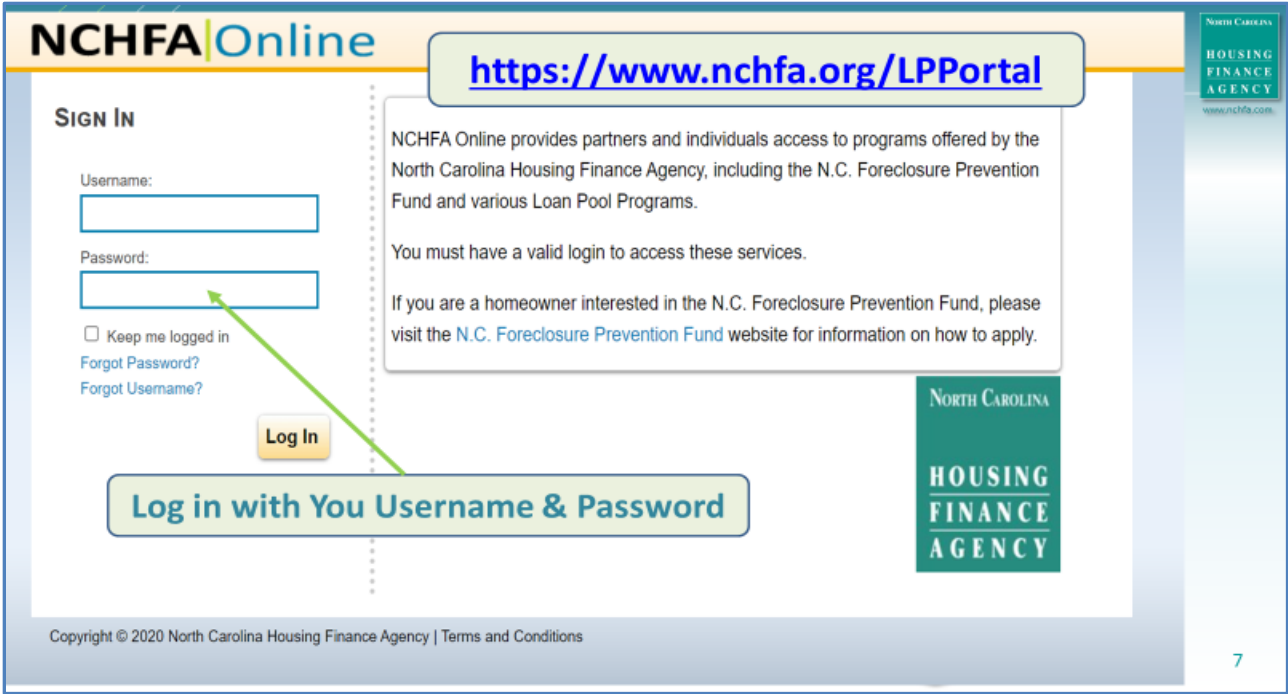 NCHFA|Online
https://www.nchfa.org/LPPortal
NORTH CAROLINA
HOUSING
FINANCE
AGENCY
www.nchfa.com
SIGN IN
Username:
Password:
Keep me logged in
Forgot Password?
Forgot Username?
Log In
NCHFA Online provides partners and individuals access to programs offered by the
North Carolina Housing Finance Agency, including the N.C. Foreclosure Prevention
Fund and various Loan Pool Programs.
You must have a valid login to access these services.
If you are a homeowner interested in the N.C. Foreclosure Prevention Fund, please
visit the N.C. Foreclosure Prevention Fund website for information on how to apply.
Log in with You Username & Password
NORTH CAROLINA
HOUSING
FINANCE
AGENCY
Copyright © 2020 North Carolina Housing Finance Agency | Terms and Conditions
7